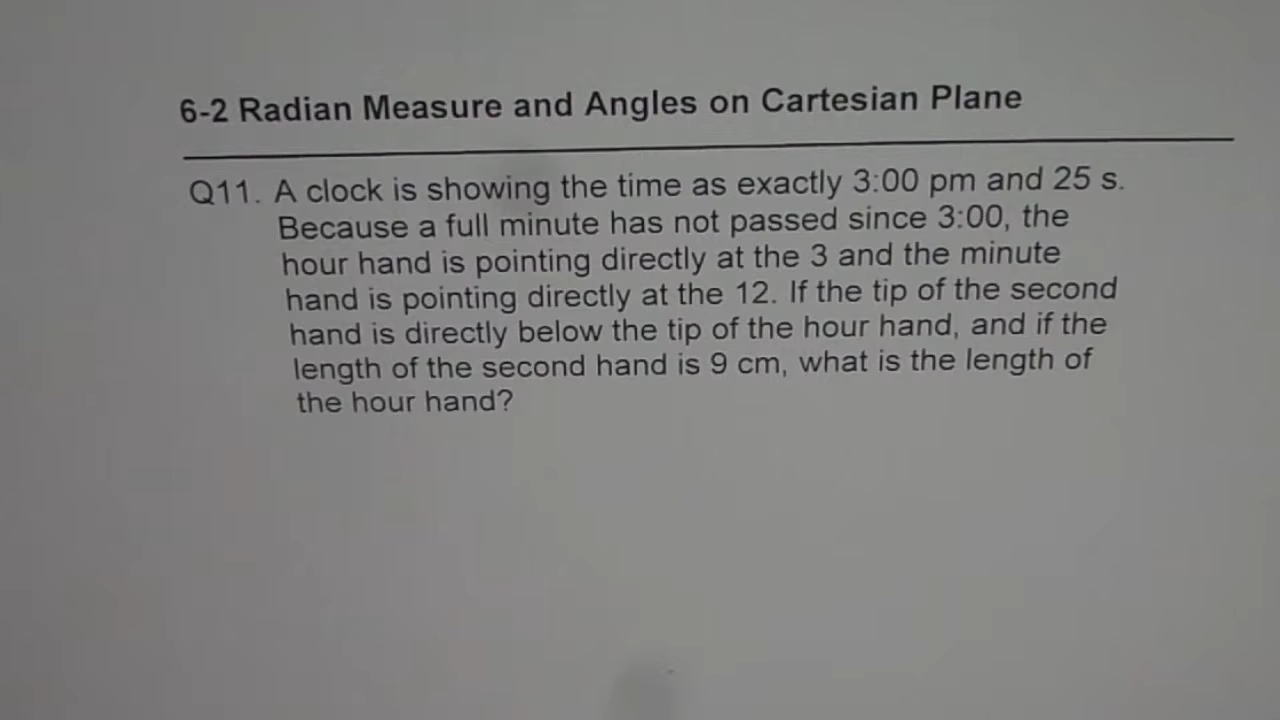 6-2 Radian Measure and Angles on Cartesian Plane
Q11. A clock is showing the time as exactly 3:00 pm and 25 s.
Because a full minute has not passed since 3:00, the
hour hand is pointing directly at the 3 and the minute
hand is pointing directly at the 12. If the tip of the second
hand is directly below the tip of the hour hand, and if the
length of the second hand is 9 cm, what is the length of
the hour hand?